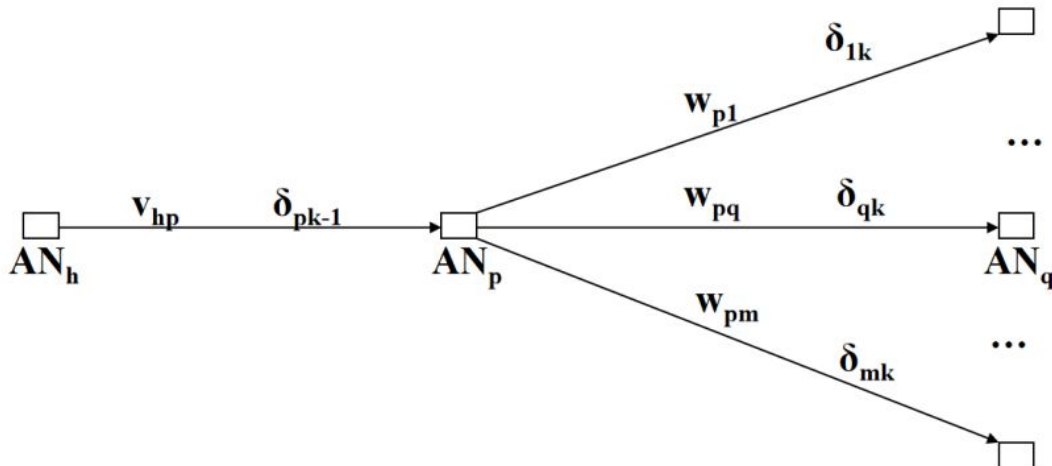 δ1k
wp1
...
vhp δpk-1 wpq δqk
ANh ANp ANq
wpm
...
δmk